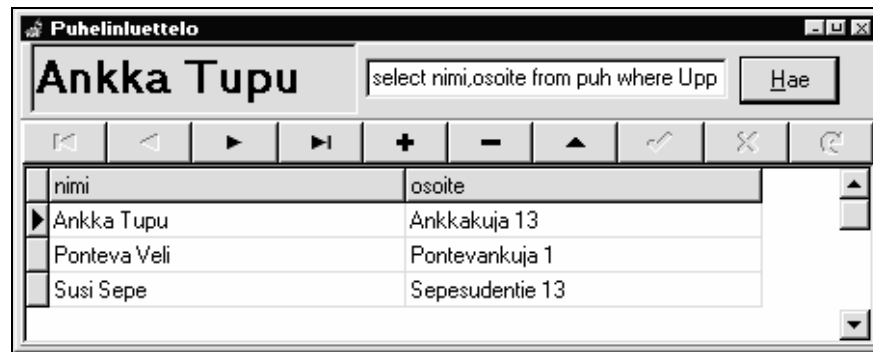 Puhelinluettelo
Ankka Tupu
select nimi,osoite from puh where Upp
Hae
nimi osoite
Ankka Tupu Ankkakuja 13
Ponteva Veli Pontevankuja 1
Susi Sepe Sepesudentie 13